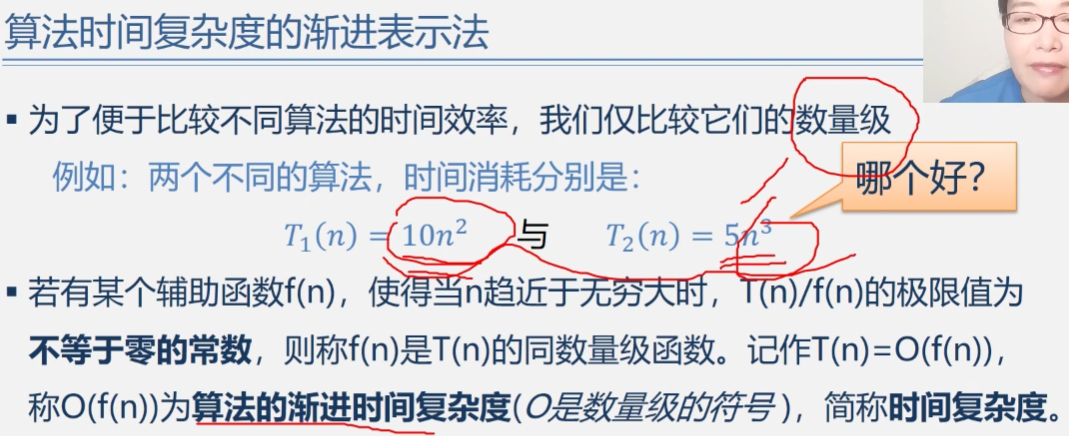 算法时间复杂度的渐进表示法
▪ 为了便于比较不同算法的时间效率，我们仅比较它们的数量级
例如：两个不同的算法，时间消耗分别是：
哪个好？
T₁(n) = 10n² 与 T₂(n) = 5n³
▪ 若有某个辅助函数f(n)，使得当n趋近于无穷大时，T(n)/f(n)的极限值为
不等于零的常数，则称f(n)是T(n)的同数量级函数。记作T(n)=O(f(n))，
称O(f(n))为算法的渐进时间复杂度(O是数量级的符号)，简称时间复杂度。